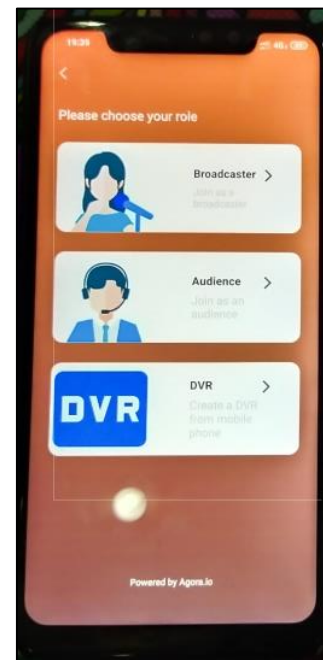 19:39
4G
Please choose your role
Broadcaster
Join as a
broadcaster
Audience
Join as an
audience
DVR
DVR
Create a DVR
from mobile
phone
Powered by Agora.io